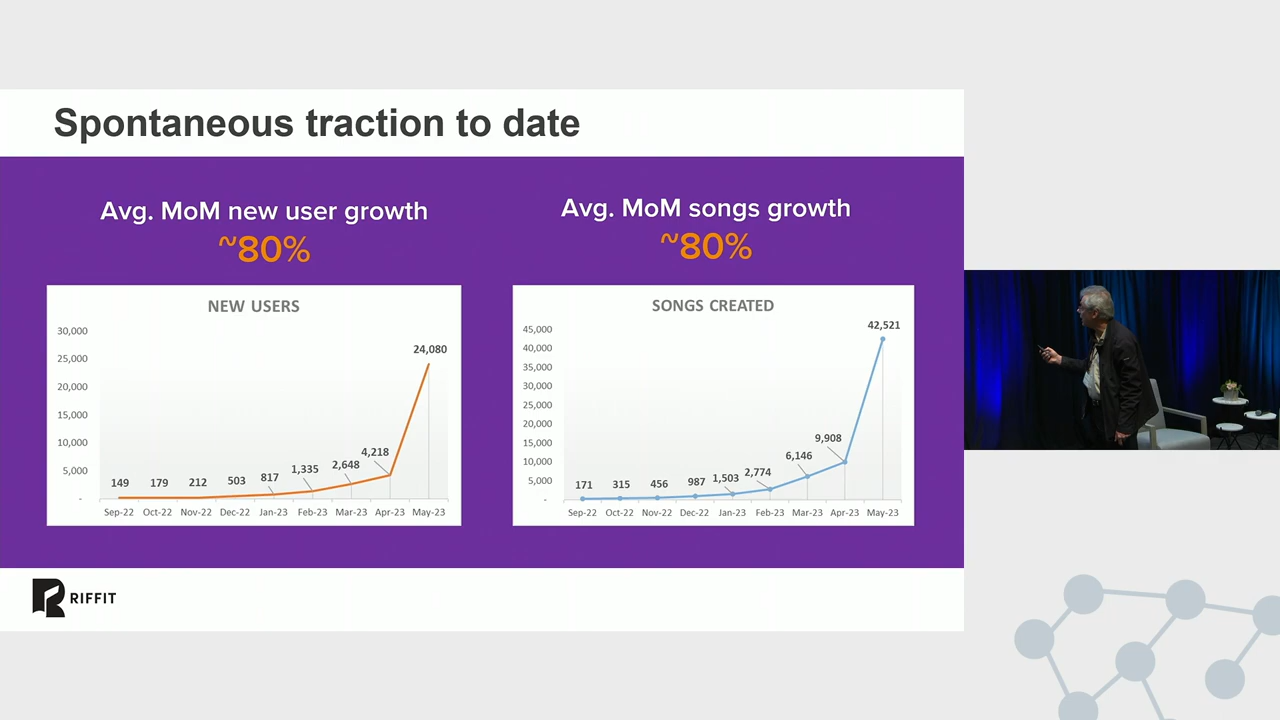 Spontaneous traction to date
Avg. MoM new user growth
~80%
NEW USERS
30,000
25,000
20,000
15,000
10,000
5,000
-
149
179
212
503
817
1,335
2,648
4,218
24,080
Sep-22
Oct-22
Nov-22
Dec-22
Jan-23
Feb-23
Mar-23
Apr-23
May-23
Avg. MoM songs growth
~80%
SONGS CREATED
45,000
40,000
35,000
30,000
25,000
20,000
15,000
10,000
5,000
-
171
315
456
987
1,503
2,774
6,146
9,908
42,521
Sep-22
Oct-22
Nov-22
Dec-22
Jan-23
Feb-23
Mar-23
Apr-23
May-23
RIFFIT